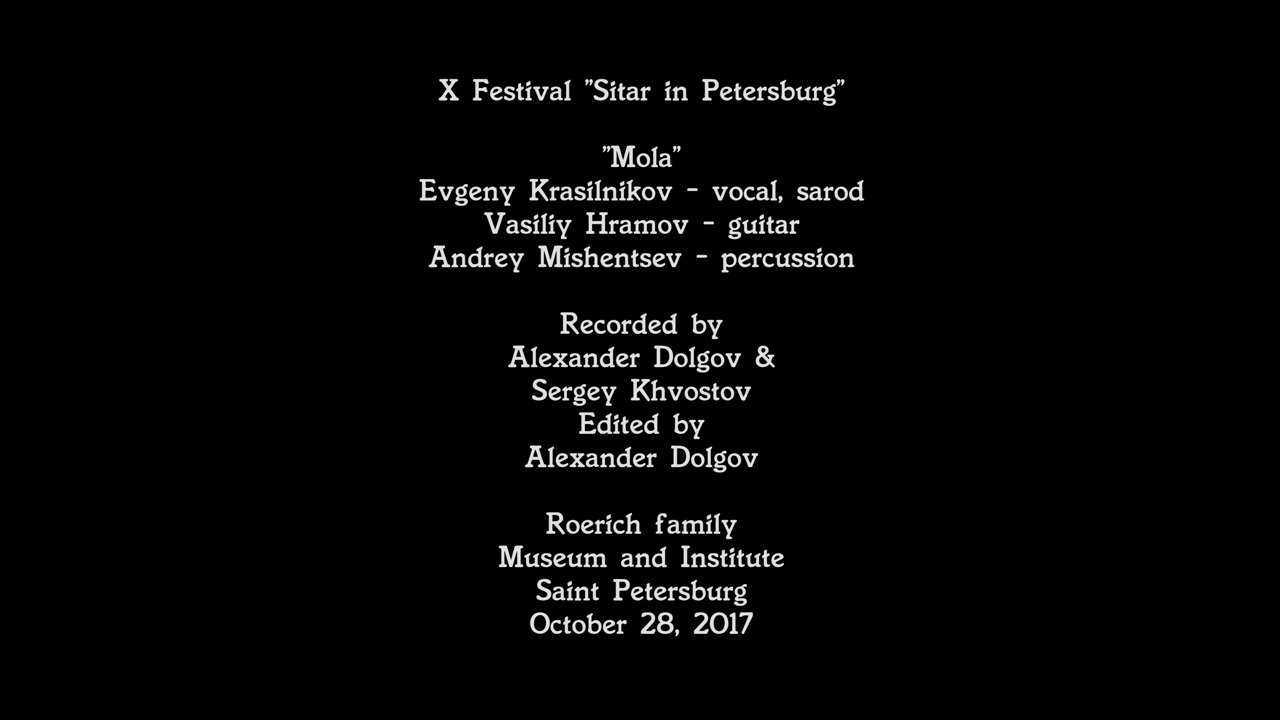 X Festival ”Sitar in Petersburg”
”Mola”
Evgeny Krasilnikov - vocal, sarod
Vasiliy Hramov - guitar
Andrey Mishentsev - percussion
Recorded by
Alexander Dolgov &
Sergey Khvostov
Edited by
Alexander Dolgov
Roerich family
Museum and Institute
Saint Petersburg
October 28, 2017